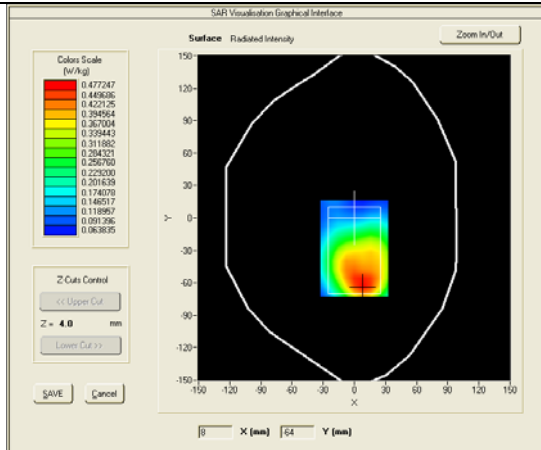 SAR Visualisation Graphical Interface
Surface Radiated Intensity
Zoom In/Out
Colors Scale
(W/kg)
0.477247
0.449686
0.422125
0.394564
0.367004
0.339443
0.311882
0.284321
0.256760
0.229200
0.201639
0.174078
0.146517
0.118957
0.091396
0.063835
Z-Cuts Control
<< Upper Cut
Z = 4.0 mm
Lower Cut >>
SAVE
Cancel
150-
120-
90-
60-
30-
0-
-30-
-60-
-90-
-120-
-150-
Y
-150 -120 -90 -60 -30 0 30 60 90 120 150
X
8 X (mm) -64 Y (mm)